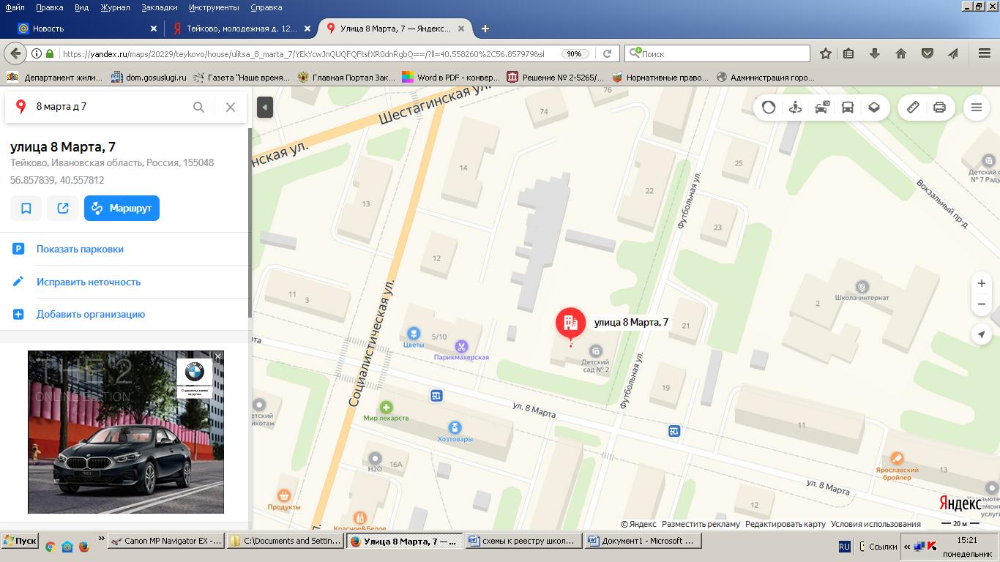 Файл Правка Вид Журнал Закладки Инструменты Справка
Новость
Тейково, молодежная д. 12...
Улица 8 Марта, 7 — Яндекс...
https://yandex.ru/maps/20229/teykovo/house/ulitsa_8_marta_7/YEkYcwJnQUQFQFtsfXR0dnRgbQ==/?ll=40.558260%2C56.857979&sl
90%
Поиск
Департамент жили...
dom.gosuslugi.ru
Газета "Наше время...
Главная Портал Зак...
Word в PDF - конвер...
Решение № 2-5265/...
Нормативные право...
Администрация горо...
8 марта д 7
улица 8 Марта, 7
Тейково, Ивановская область, Россия, 155048
56.857839, 40.557812
Маршрут
Показать парковки
Исправить неточность
Добавить организацию
THE 2
ONLINE EDITION
Шестагинская ул.
нская ул.
74
76
14
13
22
25
23
Футбольная ул.
Вокзальный пр-д
Детский с
№ 7 Раду
12
11
3
Социалистическая ул.
2
Школа-интернат
улица 8 Марта, 7
21
5/10
Цветы
Парикмахерская
Детский
сад № 2
рта
19
Футбольная ул.
ул. 8 Марта
етский
икотаж
Мир лекарств
Хозтовары
11
Н2О
16А
Ярославский
бройлер
13
ул. 8 Марта
12
Продукты
Красное&Белое
л.
Компьюте
ремонт
услуги
Яндекс
© Яндекс Разместить рекламу Редактировать карту Условия использования
20 м
Пуск
Canon MP Navigator EX -...
C:\Documents and Settin...
Улица 8 Марта, 7 — ...
схемы к реестру школ...
Документ1 - Microsoft ...
RU
Ссылки
15:21
понедельник